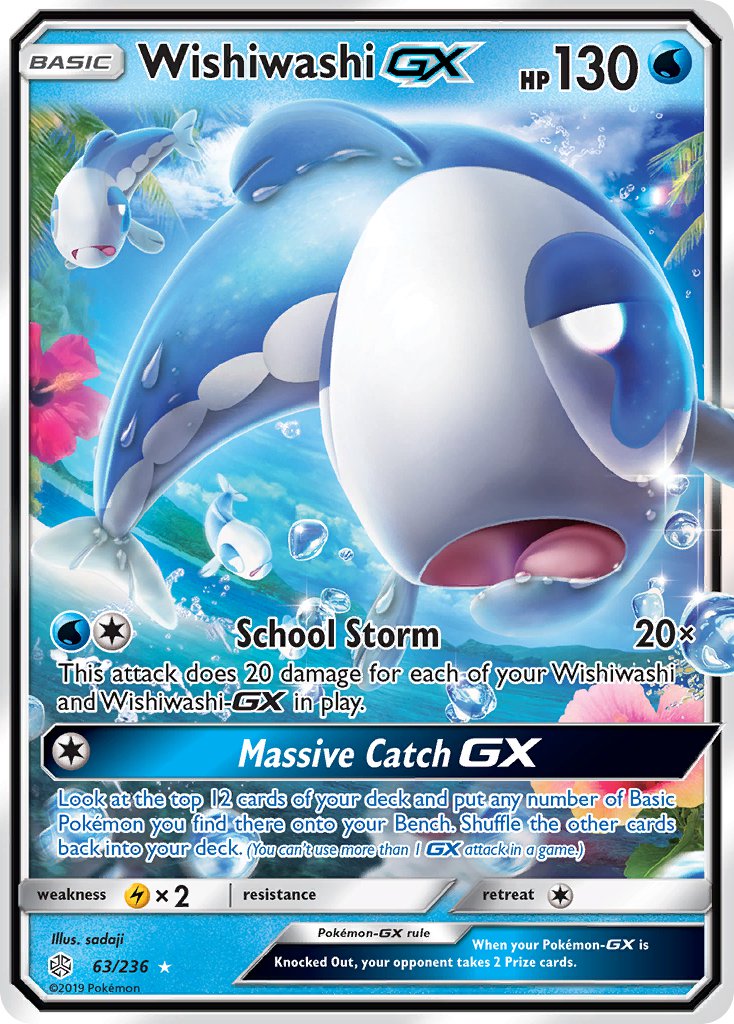 BASIC Wishiwashi GX HP 130
School Storm 20×
This attack does 20 damage for each of your Wishiwashi
and Wishiwashi-GX in play.
Massive Catch GX
Look at the top 12 cards of your deck and put any number of Basic
Pokémon you find there onto your Bench. Shuffle the other cards
back into your deck. (You can't use more than 1 GX attack in a game.)
weakness × 2 resistance retreat
Illus. sadaji
63/236
©2019 Pokémon
Pokémon-GX rule
When your Pokémon-GX is
Knocked Out, your opponent takes 2 Prize cards.